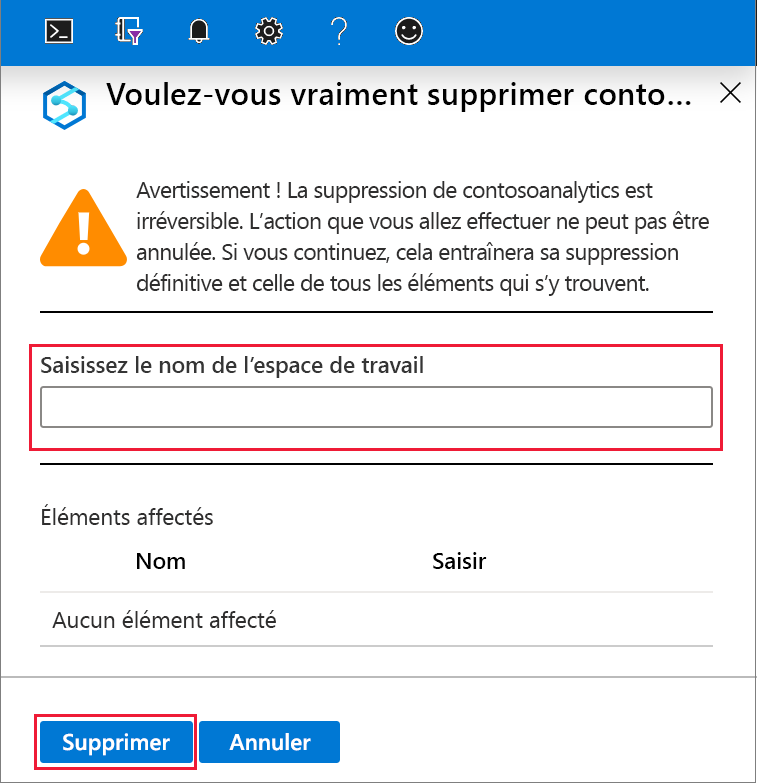 Voulez-vous vraiment supprimer conto...
Avertissement ! La suppression de contosoanalytics est
irréversible. L’action que vous allez effectuer ne peut pas être
annulée. Si vous continuez, cela entraînera sa suppression
définitive et celle de tous les éléments qui s’y trouvent.
Saisissez le nom de l’espace de travail
Éléments affectés
Nom Saisir
Aucun élément affecté
Supprimer Annuler